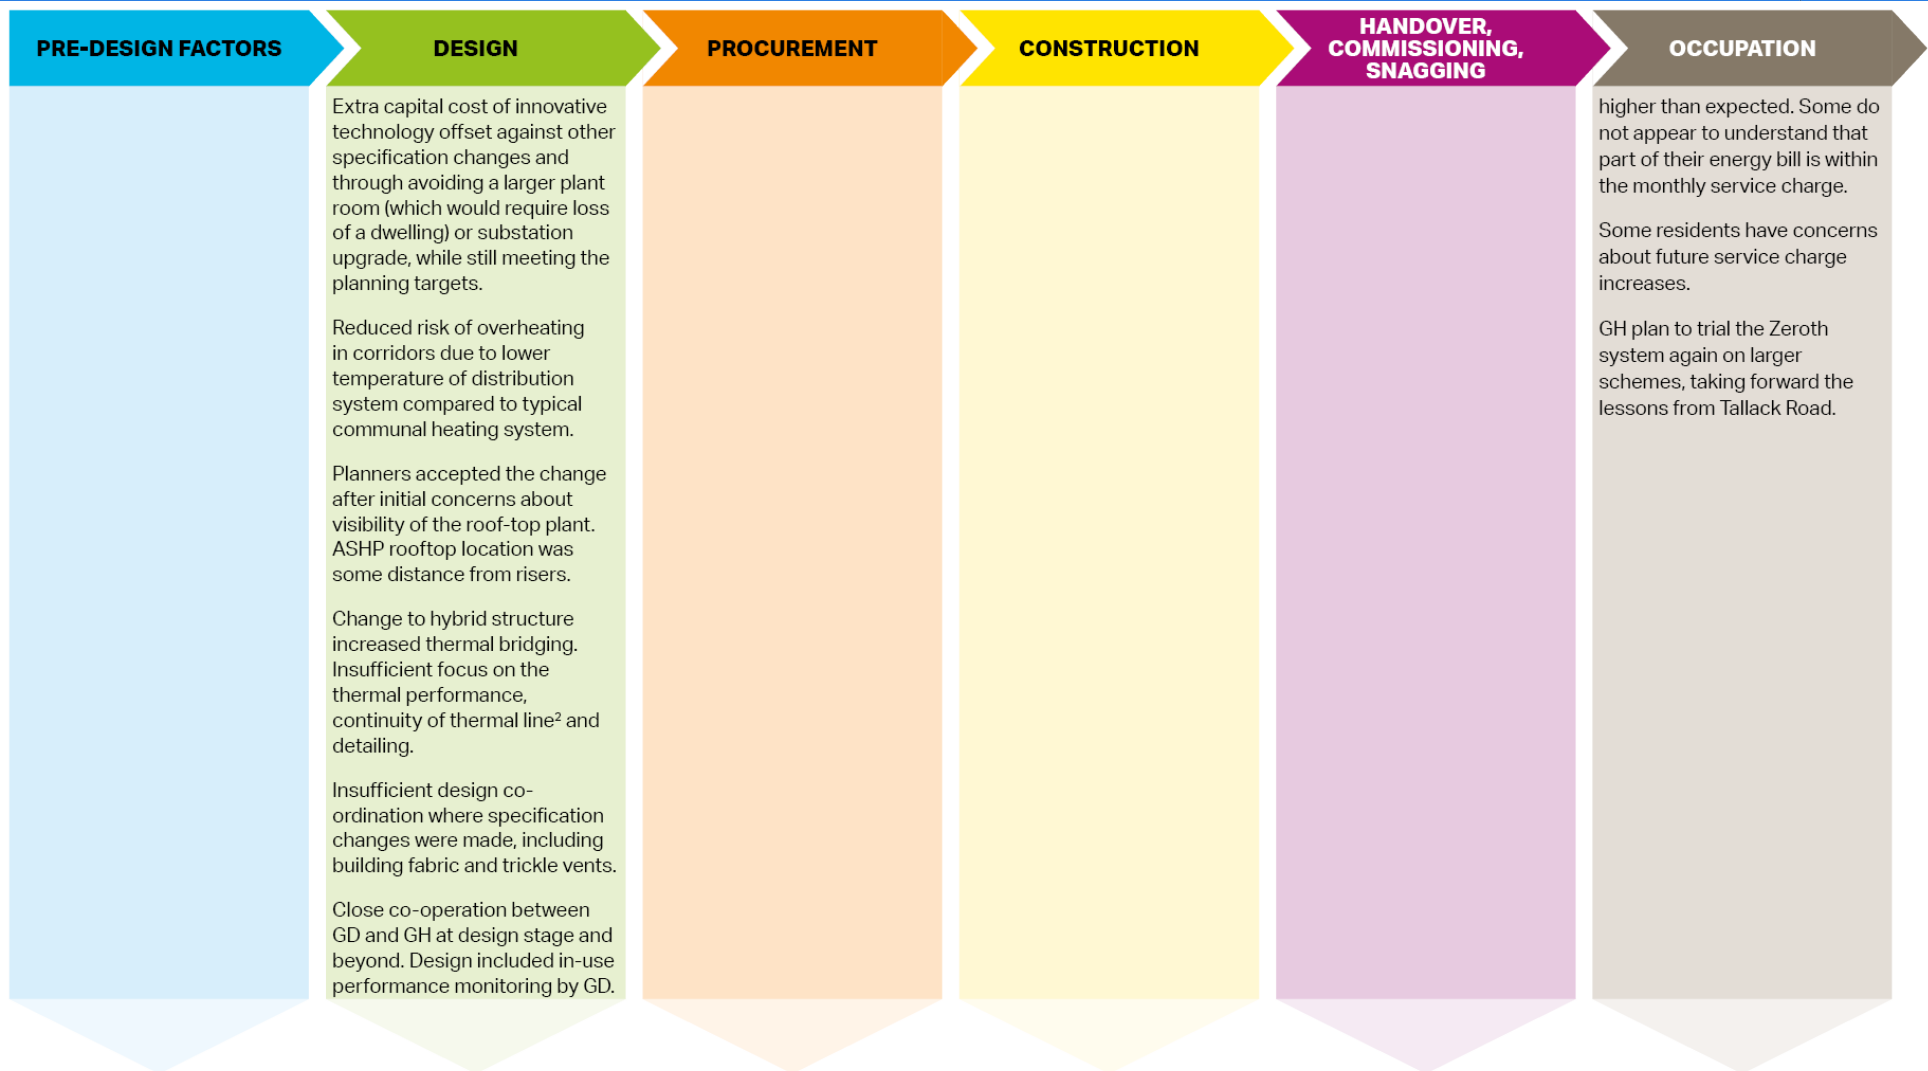 PRE-DESIGN FACTORS
DESIGN
PROCUREMENT
CONSTRUCTION
HANDOVER,
COMMISSIONING,
SNAGGING
OCCUPATION
Extra capital cost of innovative
technology offset against other
specification changes and
through avoiding a larger plant
room (which would require loss
of a dwelling) or substation
upgrade, while still meeting the
planning targets.
Reduced risk of overheating
in corridors due to lower
temperature of distribution
system compared to typical
communal heating system.
Planners accepted the change
after initial concerns about
visibility of the roof-top plant.
ASHP rooftop location was
some distance from risers.
Change to hybrid structure
increased thermal bridging.
Insufficient focus on the
thermal performance,
continuity of thermal line² and
detailing.
Insufficient design co-
ordination where specification
changes were made, including
building fabric and trickle vents.
Close co-operation between
GD and GH at design stage and
beyond. Design included in-use
performance monitoring by GD.
higher than expected. Some do
not appear to understand that
part of their energy bill is within
the monthly service charge.
Some residents have concerns
about future service charge
increases.
GH plan to trial the Zeroth
system again on larger
schemes, taking forward the
lessons from Tallack Road.